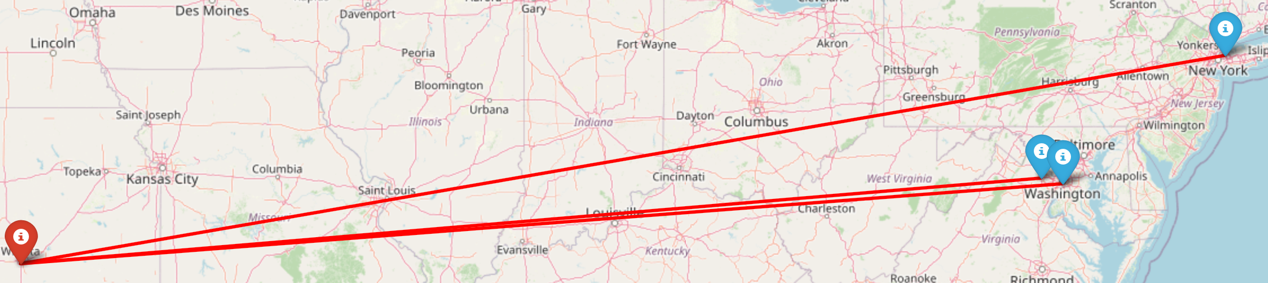 Omaha
Des Moines
Davenport
Gary
Scranton
Lincoln
Peoria
Fort Wayne
Akron
Pennsylvania
Yonkers
Islip
Bloomington
Pittsburgh
Harrisburg
Allentown
New York
Saint Joseph
Urbana
Ohio
Greensburg
New Jersey
Illinois
Indiana
Dayton
Columbus
Wilmington
Topeka
Kansas City
Columbia
Saint Louis
Cincinnati
West Virginia
Annapolis
Washington
Missouri
Louisville
Charleston
Evansville
Kentucky
Virginia
Roanoke
Richmond